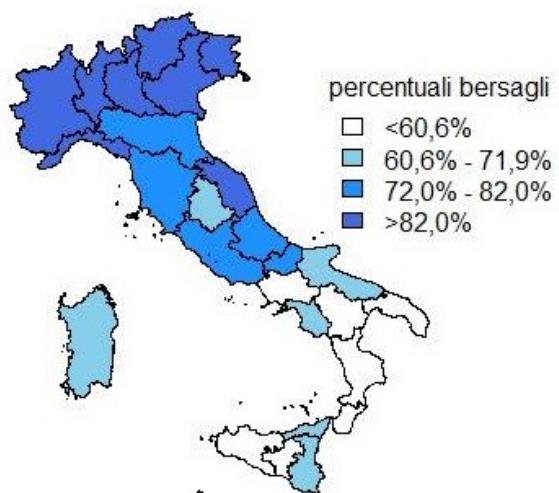 percentuali bersagli
<60,6%
60,6% - 71,9%
72,0% - 82,0%
>82,0%